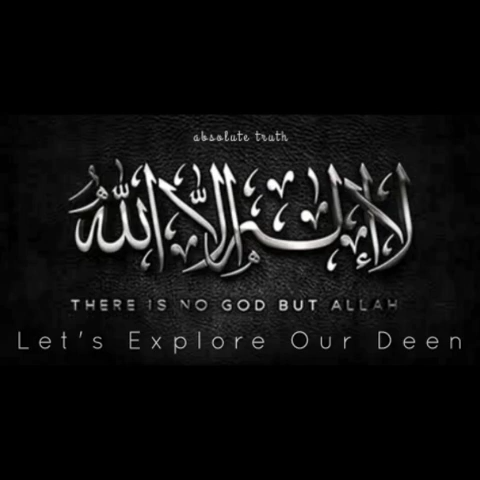 absolute truth
لا إله إلا الله
THERE IS NO GOD BUT ALLAH
Let's Explore Our Deen